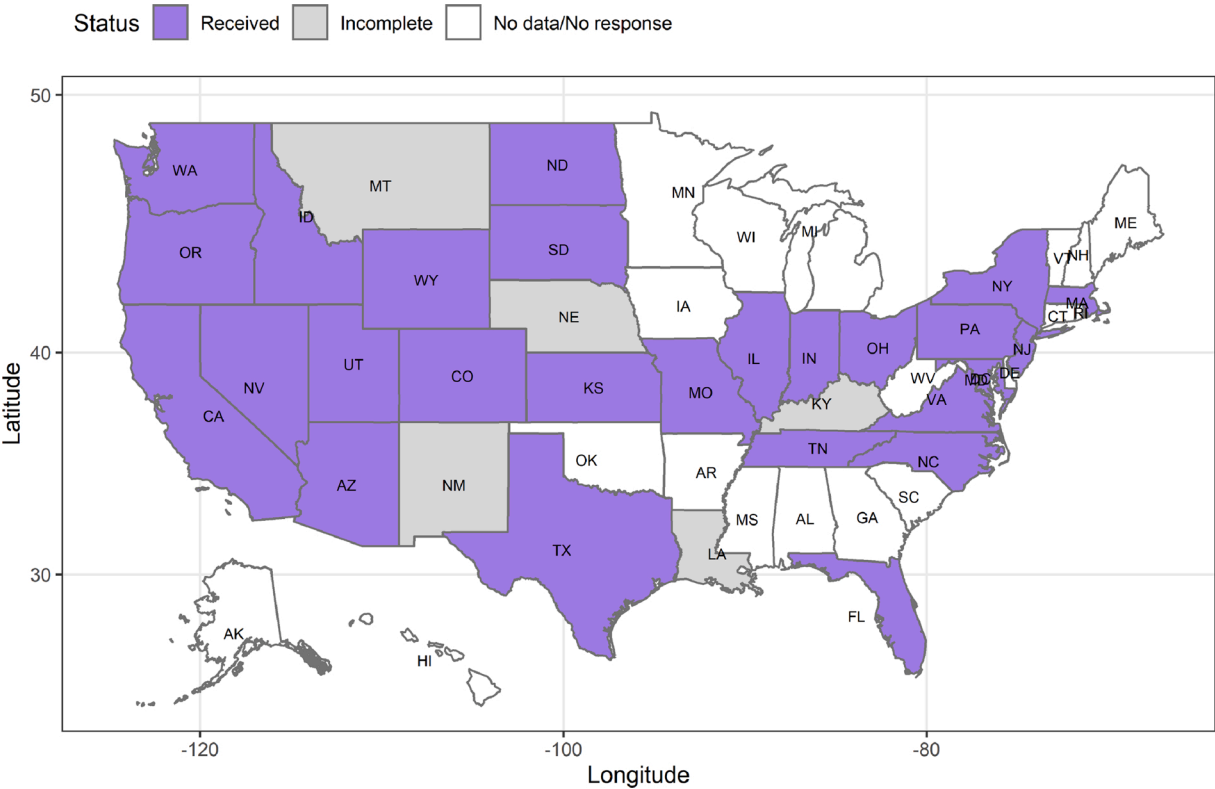 Status Received Incomplete No data/No response
50
40
30
Latitude
WA
MT
ND
MN
ID
OR
SD
WI
MI
ME
VT
NH
WY
NY
NE
IA
MA
CT
RI
PA
NJ
UT
CO
NV
KS
MO
IL
IN
OH
WV
MD
DC
DE
CA
KY
VA
TN
NC
AZ
NM
OK
AR
SC
MS
AL
GA
TX
LA
FL
AK
HI
-120 -100 -80
Longitude